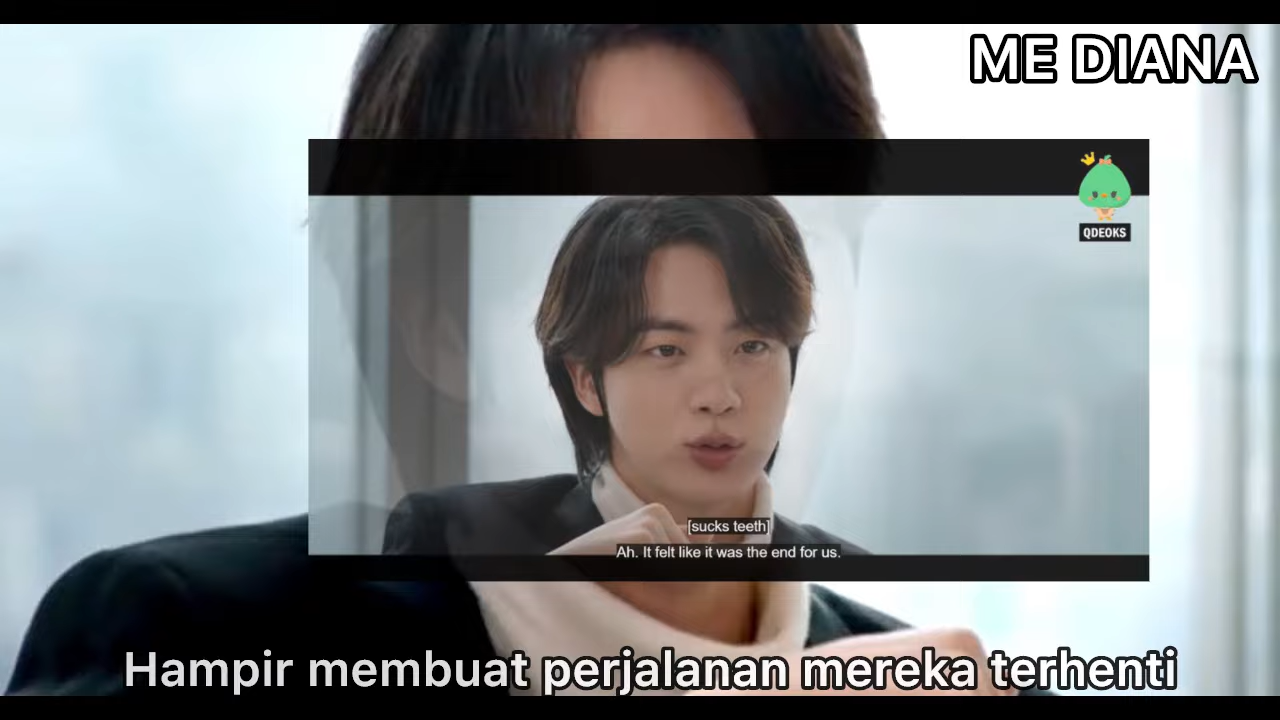 ME DIANA
QDEOKS
[sucks teeth]
Ah. It felt like it was the end for us.
Hampir membuat perjalanan mereka terhenti